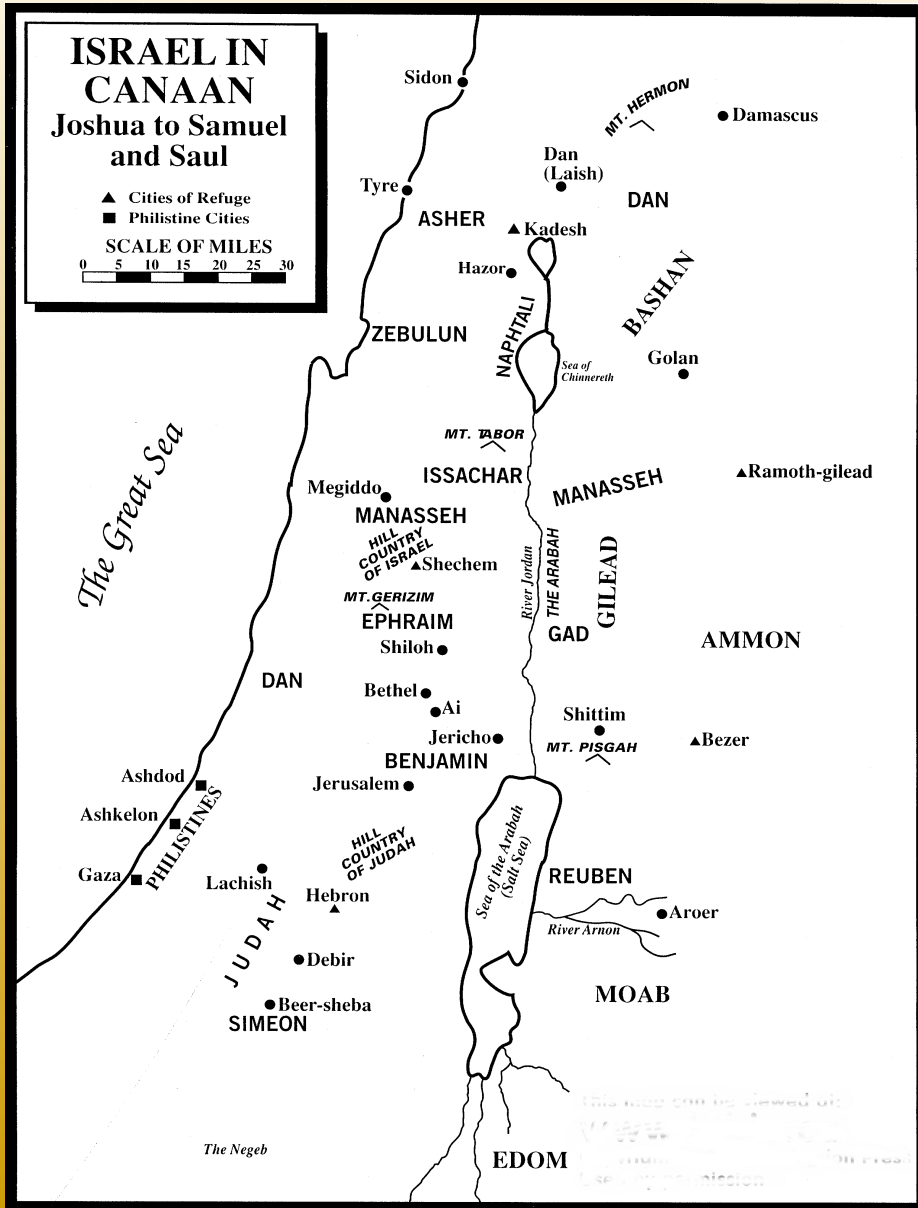 ISRAEL IN
CANAAN
Joshua to Samuel
and Saul
Cities of Refuge
Philistine Cities
SCALE OF MILES
0 5 10 15 20 25 30
Sidon
MT. HERMON
Damascus
Dan
(Laish)
Tyre
DAN
ASHER
Kadesh
Hazor
BASHAN
ZEBULUN
NAPHTALI
Golan
Sea of
Chinnereth
The Great Sea
MT. TABOR
ISSACHAR
Ramoth-gilead
MANASSEH
Megiddo
MANASSEH
HILL
COUNTRY
OF ISRAEL
Shechem
River Jordan
THE ARABAH
GILEAD
MT. GERIZIM
EPHRAIM
GAD
AMMON
Shiloh
DAN
Bethel
Ai
Shittim
Jericho
Bezer
MT. PISGAH
BENJAMIN
Ashdod
Jerusalem
Ashkelon
PHILISTINES
HILL
COUNTRY
OF JUDAH
Sea of the Arabah
(Salt Sea)
Gaza
Lachish
REUBEN
Hebron
Aroer
River Arnon
JUDAH
Debir
MOAB
Beer-sheba
SIMEON
This map can be viewed
The Negeb
EDOM